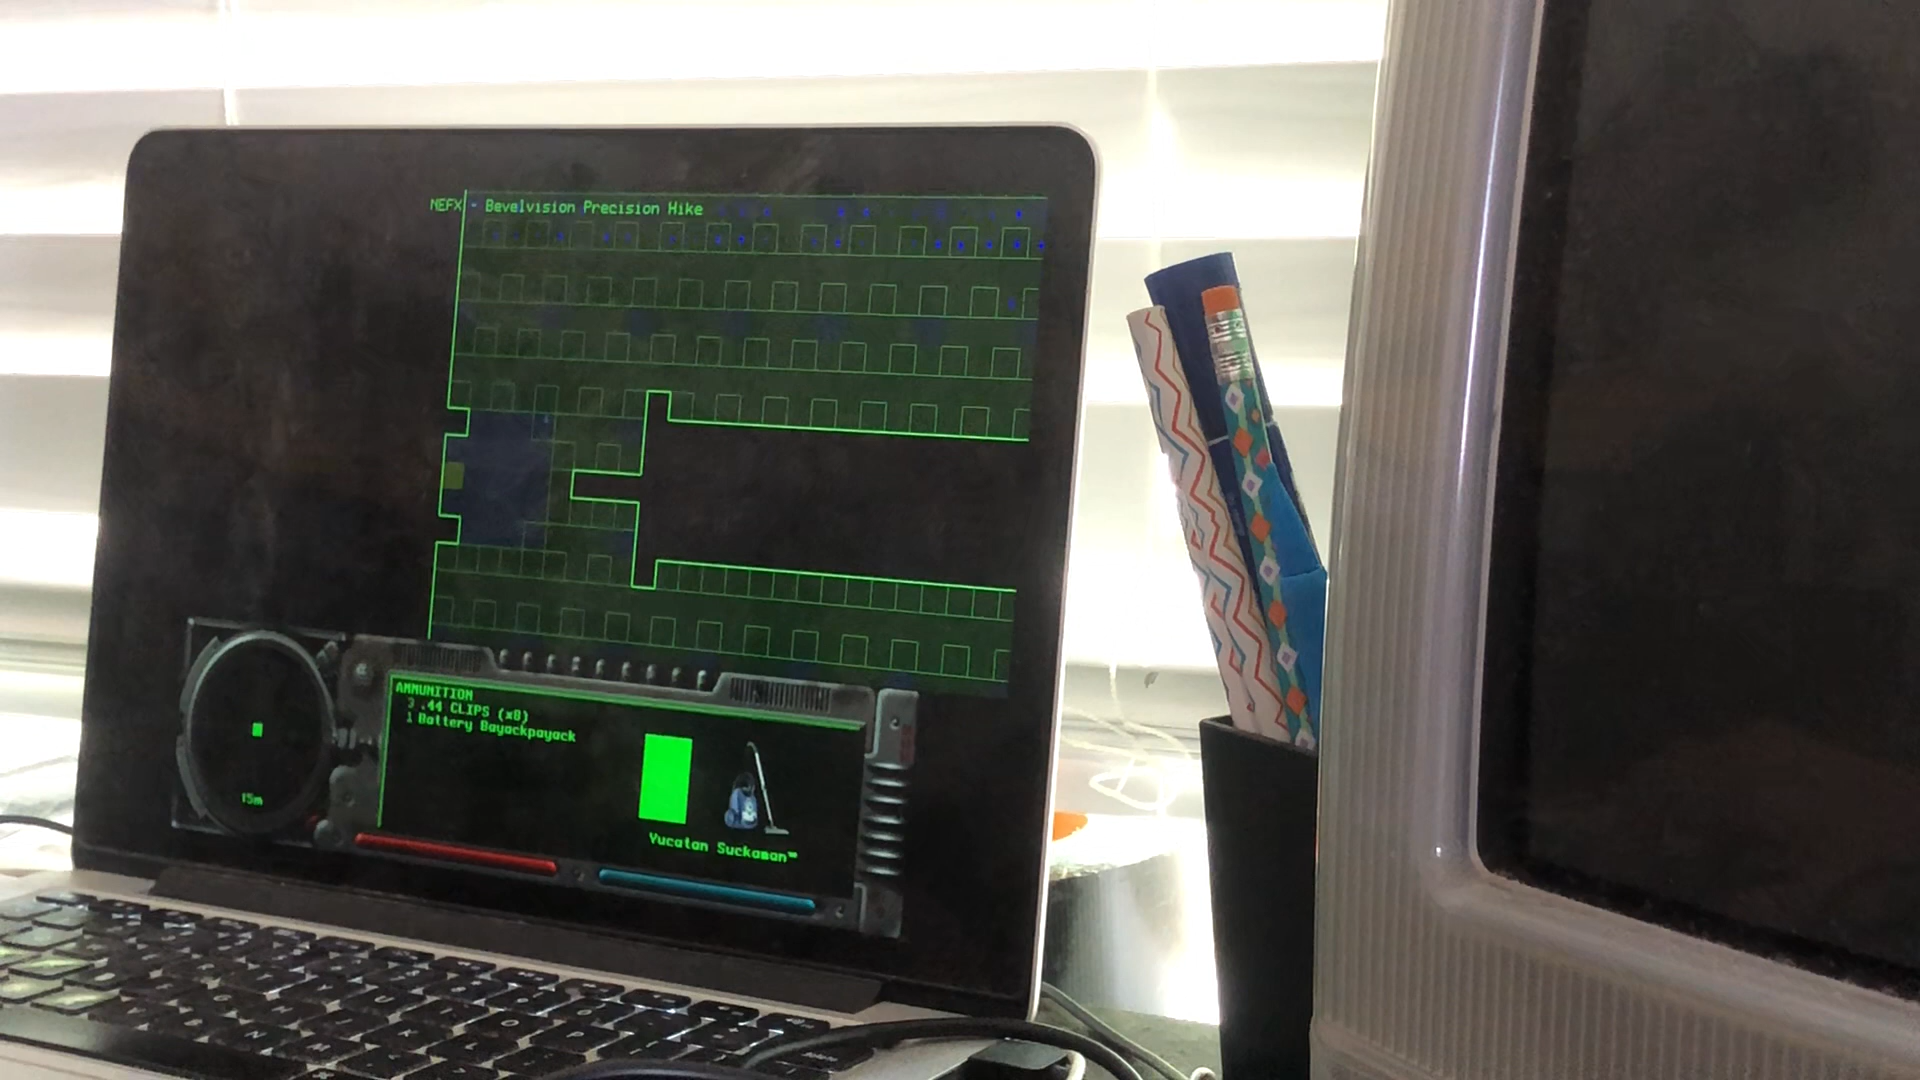 NEFX - Bevelvision Precision Hike
AMMUNITION
3 .44 CLIPS (x8)
1 Battery Bayackpayack
Yucatan Suckaman™
15m